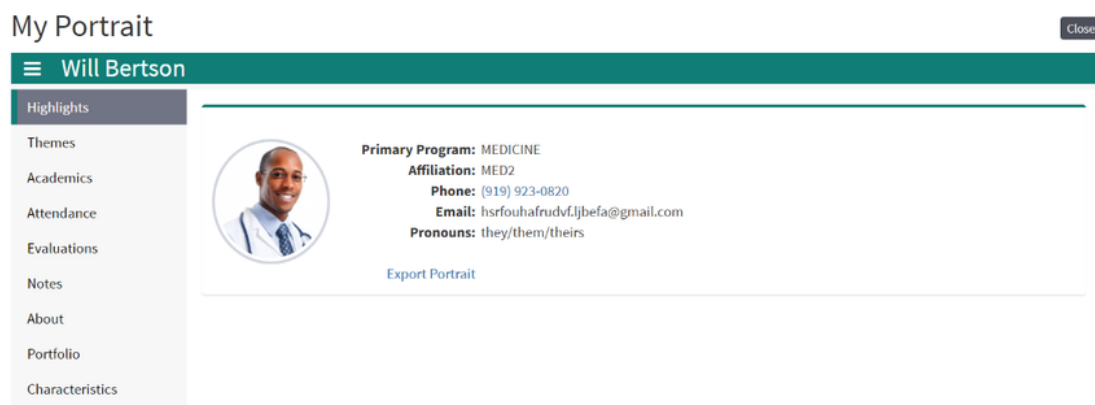 My Portrait
Close
Will Bertson
Highlights
Themes
Academics
Attendance
Evaluations
Notes
About
Portfolio
Characteristics
Primary Program: MEDICINE
Affiliation: MED2
Phone: (919) 923-0820
Email: hsrfouhafrudvf.ljbefa@gmail.com
Pronouns: they/them/theirs
Export Portrait